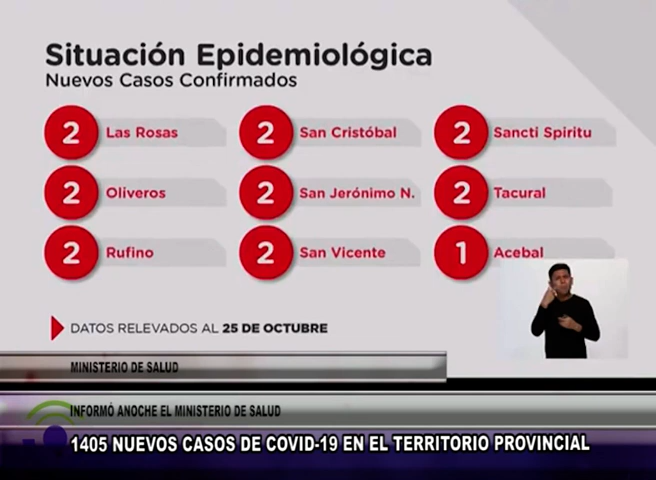 Situación Epidemiológica
Nuevos Casos Confirmados
2 Las Rosas
2 San Cristóbal
2 Sancti Spiritu
2 Oliveros
2 San Jerónimo N.
2 Tacural
2 Rufino
2 San Vicente
1 Acebal
DATOS RELEVADOS AL 25 DE OCTUBRE
MINISTERIO DE SALUD
INFORMÓ ANOCHE EL MINISTERIO DE SALUD
1405 NUEVOS CASOS DE COVID-19 EN EL TERRITORIO PROVINCIAL